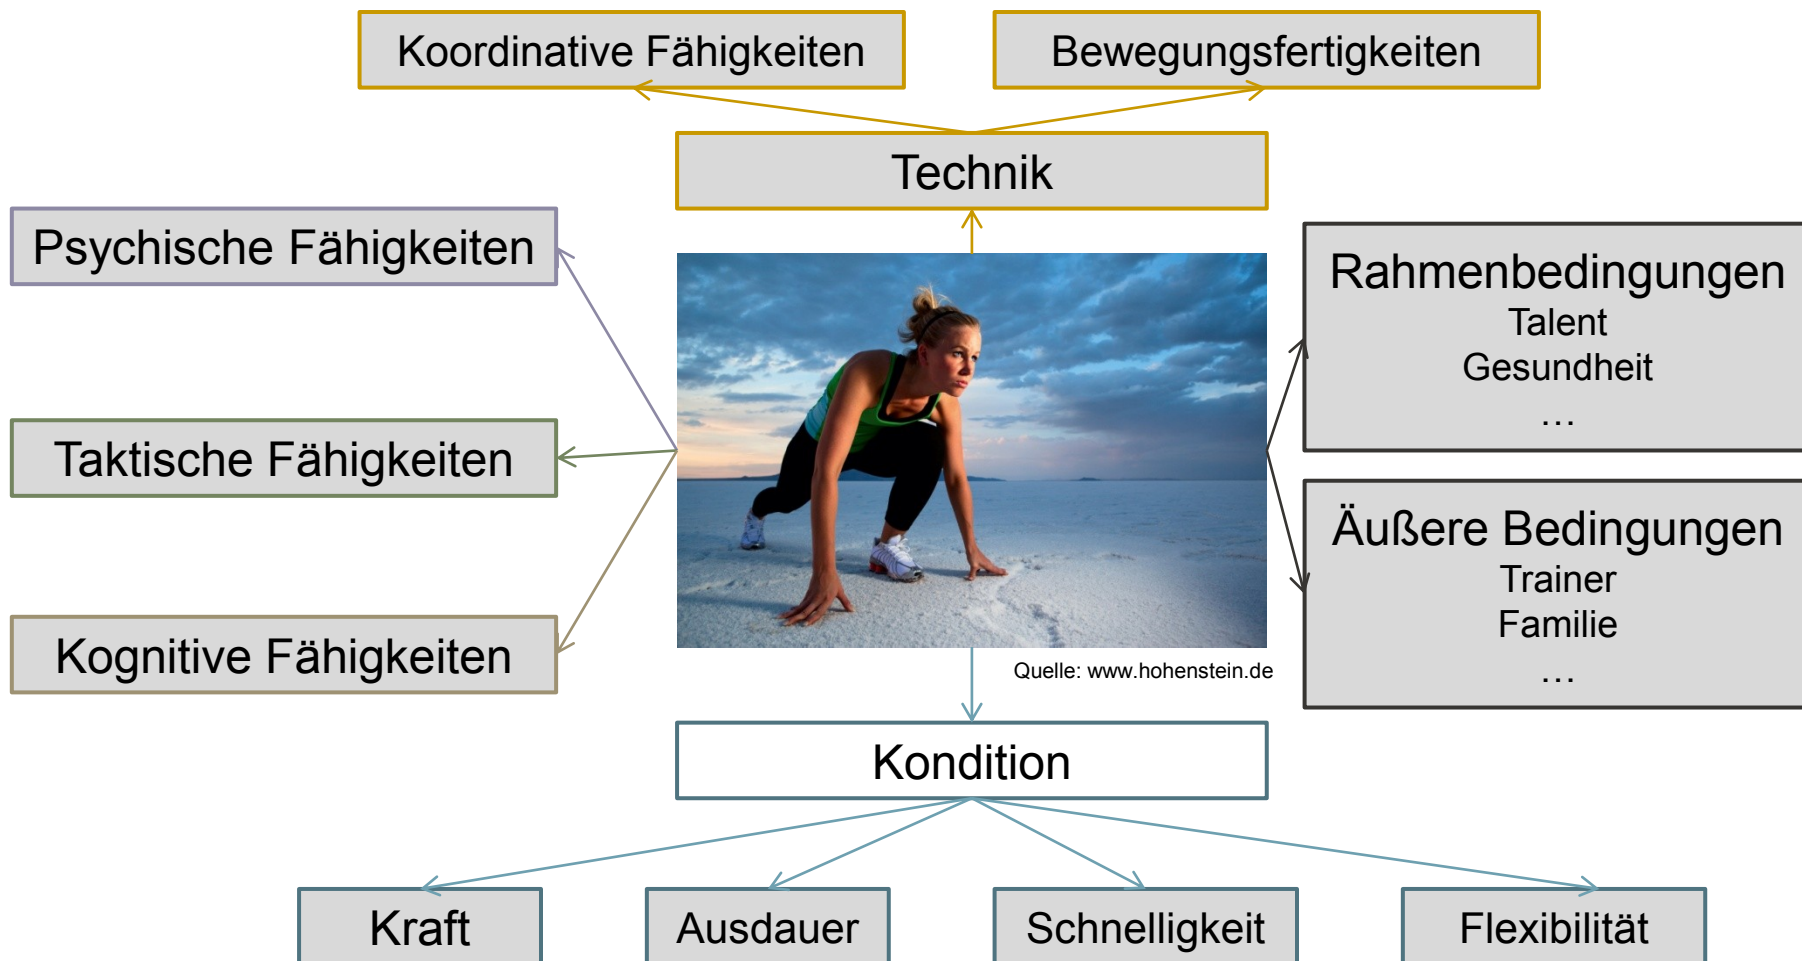 Koordinative Fähigkeiten
Bewegungsfertigkeiten
Technik
Psychische Fähigkeiten
Taktische Fähigkeiten
Kognitive Fähigkeiten
Rahmenbedingungen
Talent
Gesundheit
…
Äußere Bedingungen
Trainer
Familie
…
Quelle: www.hohenstein.de
Kondition
Kraft
Ausdauer
Schnelligkeit
Flexibilität